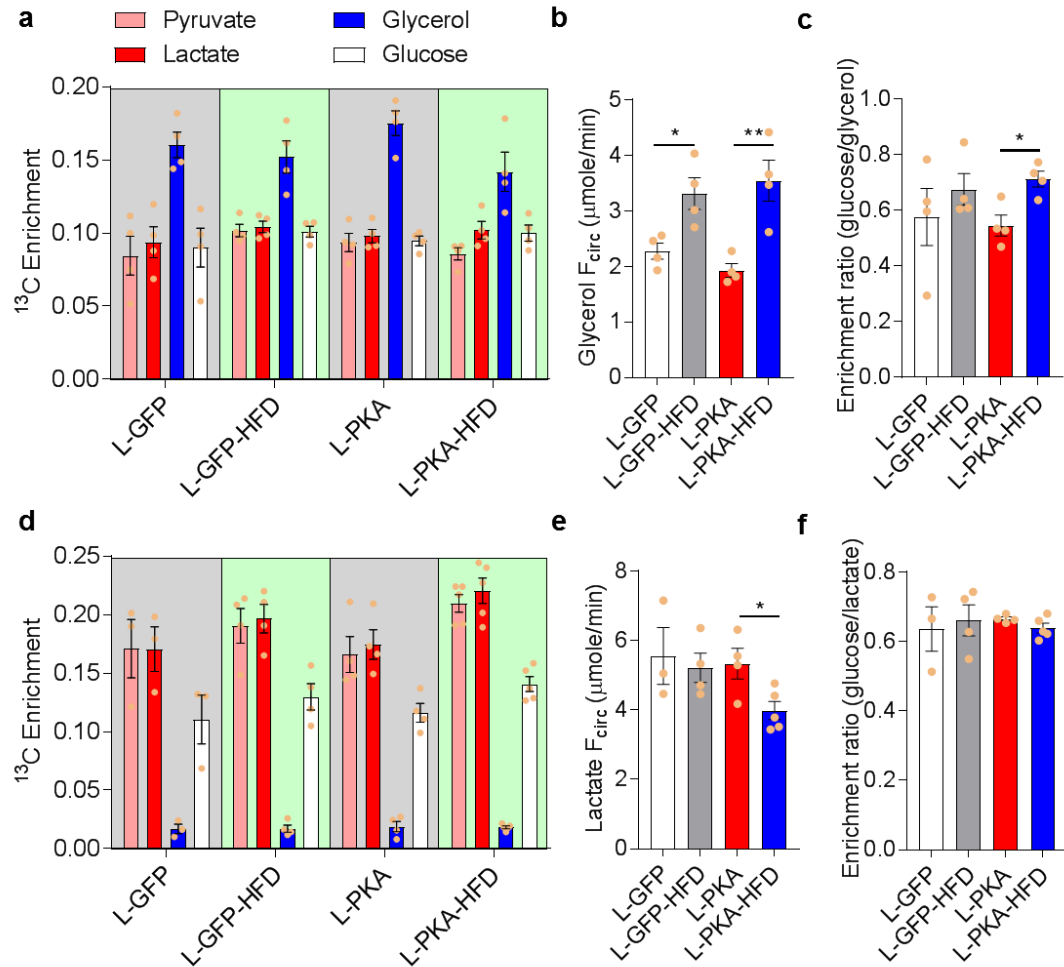 a
Pyruvate
Glycerol
Lactate
Glucose
¹³C Enrichment
0.20
0.15
0.10
0.05
0.00
L-GFP
L-GFP-HFD
L-PKA
L-PKA-HFD
b
Glycerol Fcirc (µmole/min)
5
4
3
2
1
0
*
**
L-GFP
L-GFP-HFD
L-PKA
L-PKA-HFD
c
Enrichment ratio (glucose/glycerol)
1.0
0.8
0.6
0.4
0.2
0.0
*
L-GFP
L-GFP-HFD
L-PKA
L-PKA-HFD
d
¹³C Enrichment
0.25
0.20
0.15
0.10
0.05
0.00
L-GFP
L-GFP-HFD
L-PKA
L-PKA-HFD
e
Lactate Fcirc (µmole/min)
8
6
4
2
0
*
L-GFP
L-GFP-HFD
L-PKA
L-PKA-HFD
f
Enrichment ratio (glucose/lactate)
0.8
0.6
0.4
0.2
0.0
L-GFP
L-GFP-HFD
L-PKA
L-PKA-HFD